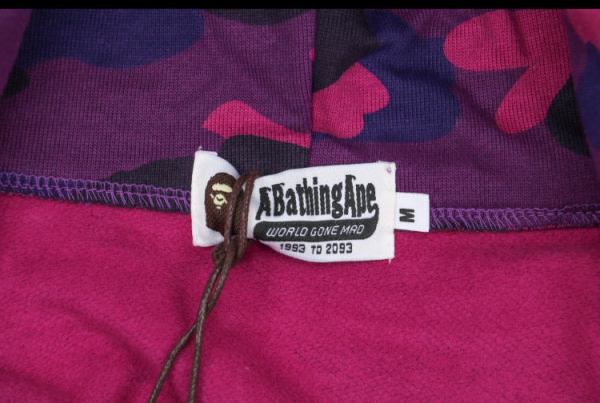 ABathingApe
WORLD GONE MAD
1993 TO 2093
M